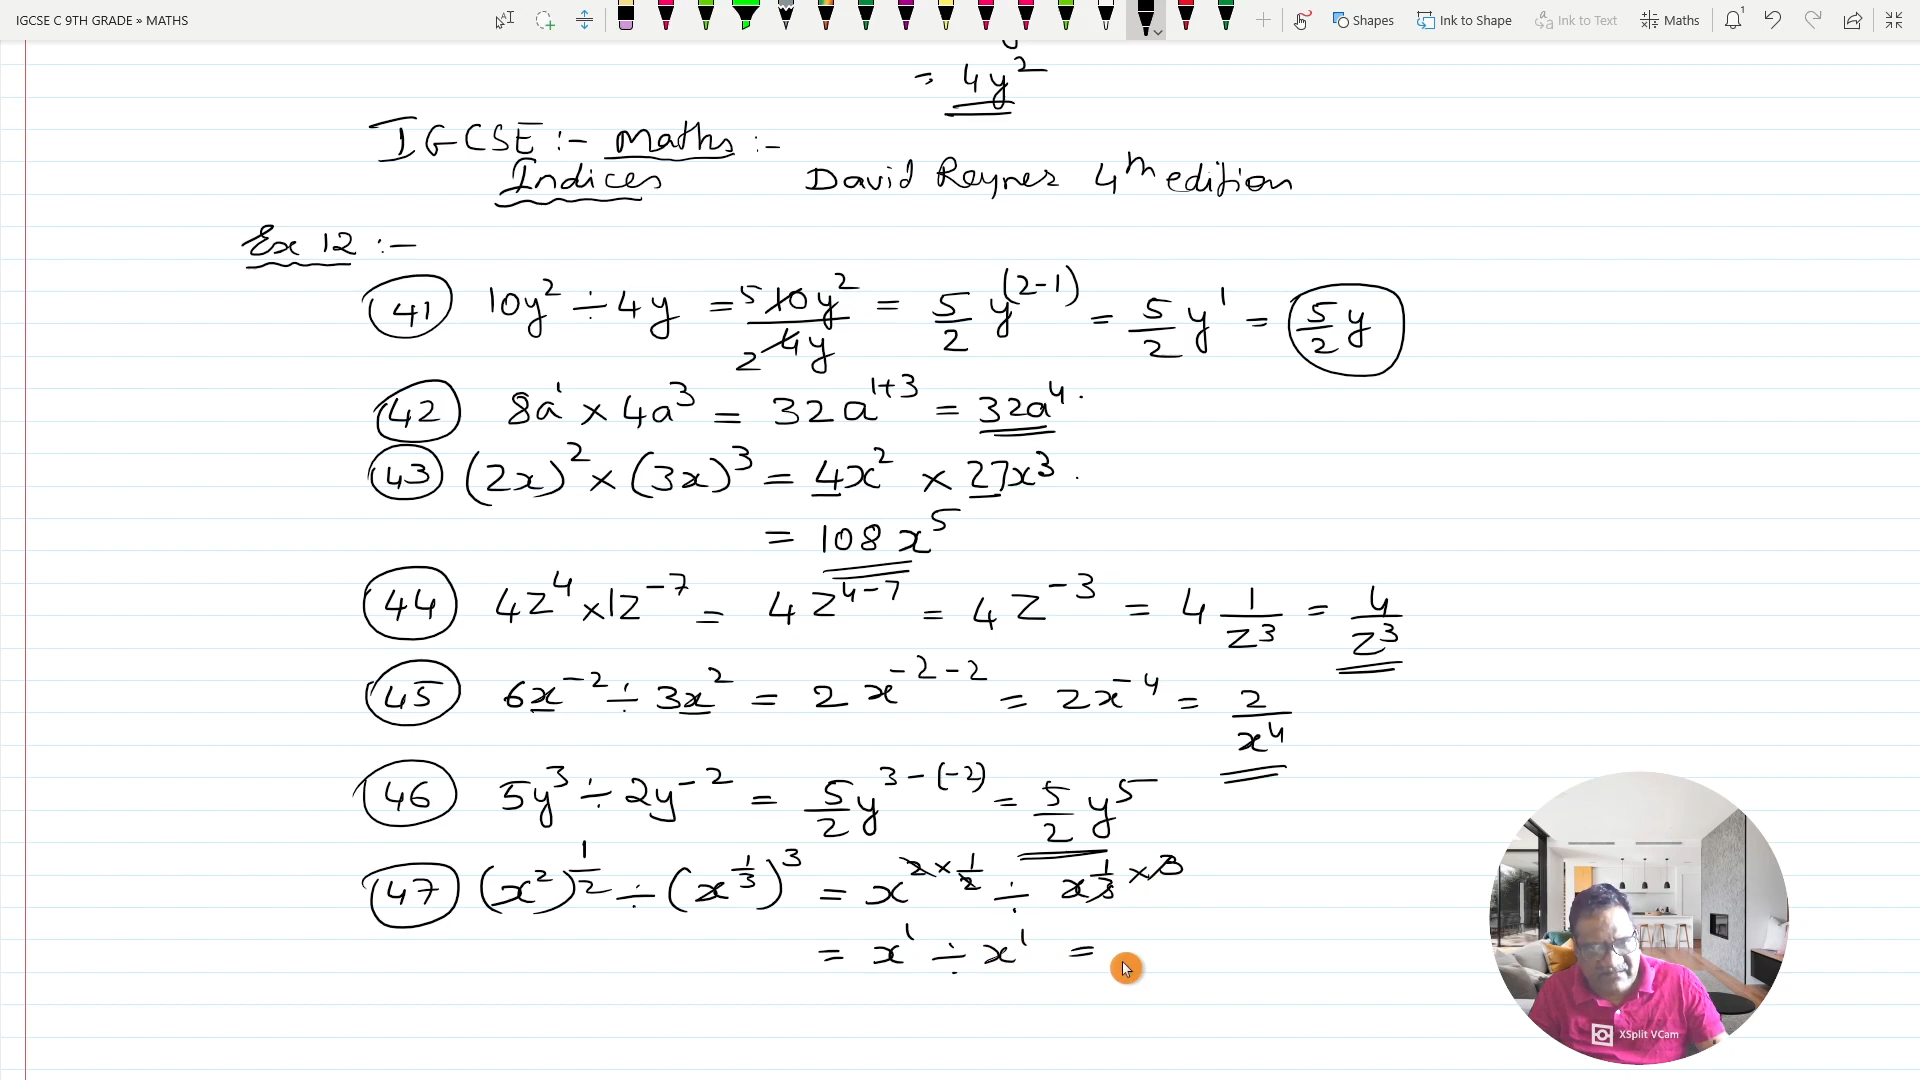 IGCSE C 9TH GRADE » MATHS
Shapes Ink to Shape Ink to Text Maths
= 4y²
IGCSE :- Maths :-
Indices David Rayner 4th edition
Ex 12 :-
41 10y² ÷ 4y = 5 10y² / 2 4y = 5/2 y^(2-1) = 5/2 y¹ = 5/2 y
42 8a¹ × 4a³ = 32a^1+3 = 32a⁴.
43 (2x)² × (3x)³ = 4x² × 27x³.
= 108x⁵
44 4z⁴ × 1z^-7 = 4z^4-7 = 4z^-3 = 4 1/z³ = 4/z³
45 6x^-2 ÷ 3x² = 2x^-2-2 = 2x^-4 = 2/x⁴
46 5y³ ÷ 2y^-2 = 5/2 y^3-(-2) = 5/2 y⁵
47 (x²)^1/2 ÷ (x^1/3)³ = x^2×1/2 ÷ x^1/3×3
= x¹ ÷ x¹ =
XSplit VCam